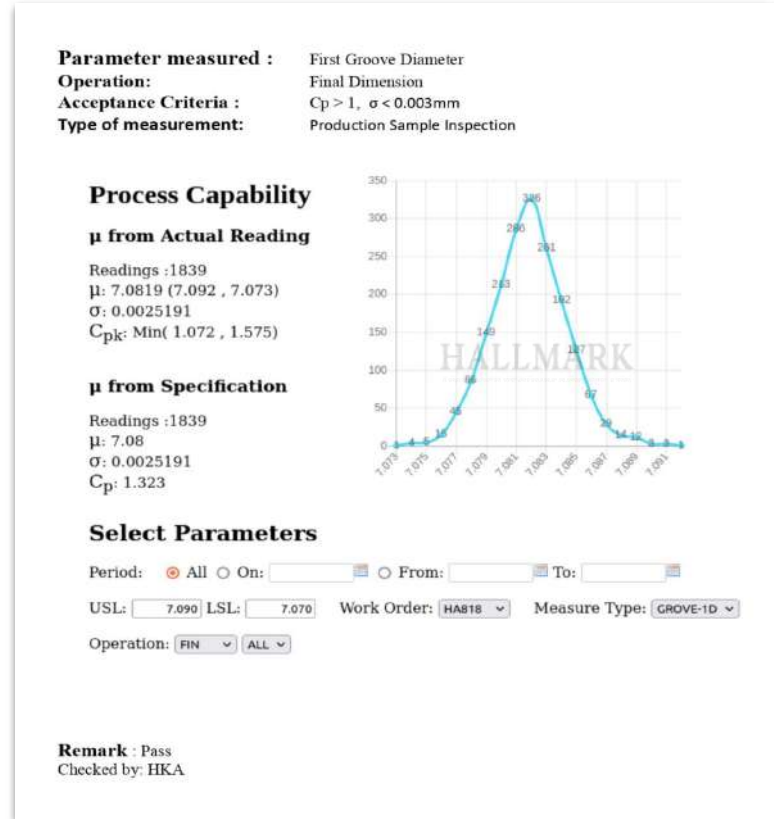 Parameter measured : First Groove Diameter
Operation: Final Dimension
Acceptance Criteria : Cp > 1, σ < 0.003mm
Type of measurement: Production Sample Inspection
Process Capability
μ from Actual Reading
Readings :1839
μ: 7.0819 (7.092 , 7.073)
σ: 0.0025191
Cpk: Min( 1.072 , 1.575)
μ from Specification
Readings :1839
μ: 7.08
σ: 0.0025191
Cp: 1.323
350
300
250
200
150
100
50
0
326
286
261
213
192
149
127
67
29
14
12
HALLMARK
7.073 7.075 7.077 7.079 7.081 7.083 7.085 7.087 7.089 7.091
Select Parameters
Period: All On: From: To:
USL: 7.090 LSL: 7.070 Work Order: HA818 Measure Type: GROVE-1D
Operation: FIN ALL
Remark : Pass
Checked by: HKA